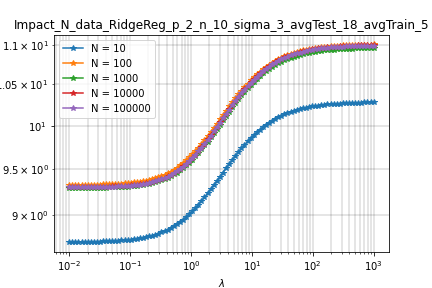 Impact_N_data_RidgeReg_p_2_n_10_sigma_3_avgTest_18_avgTrain_5
1.1 × 10¹
1.05 × 10¹
10¹
9.5 × 10⁰
9 × 10⁰
N = 10
N = 100
N = 1000
N = 10000
N = 100000
10⁻² 10⁻¹ 10⁰ 10¹ 10² 10³
λ